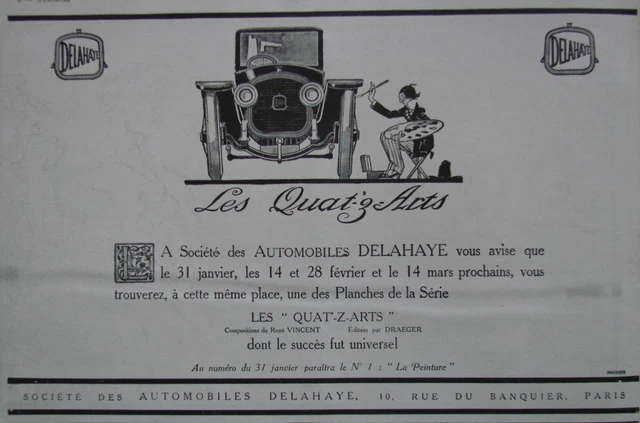 DELAHAYE
DELAHAYE
Les Quat'-z-Arts
LA Société des AUTOMOBILES DELAHAYE vous avise que
le 31 janvier, les 14 et 28 février et le 14 mars prochains, vous
trouverez, à cette même place, une des Planches de la Série
LES " QUAT'-Z-ARTS "
Compositions de René VINCENT Éditées par DRAEGER
dont le succès fut universel
Au numéro du 31 janvier paraîtra le N° 1 : " La Peinture "
SOCIÉTÉ DES AUTOMOBILES DELAHAYE, 10, RUE DU BANQUIER, PARIS